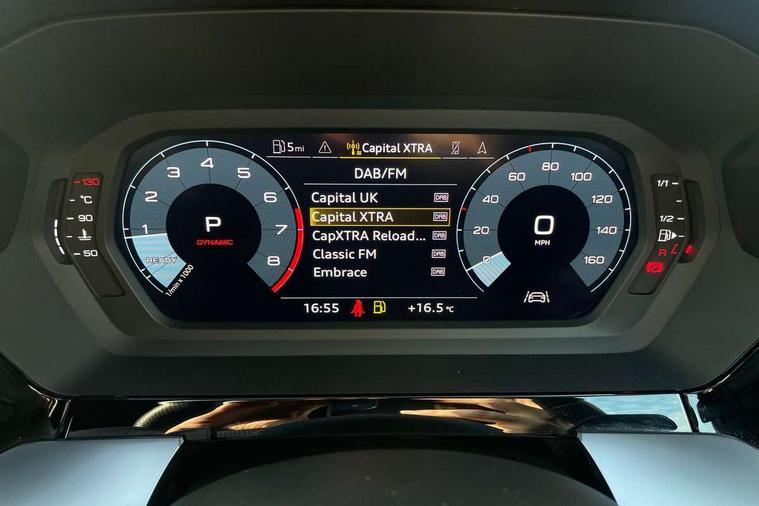 5mi
Capital XTRA
DAB/FM
Capital UK DAB
Capital XTRA DAB
CapXTRA Reload... DAB
Classic FM DAB
Embrace DAB
16:55
+16.5°C
1
2
3
4
5
6
7
8
P
DYNAMIC
READY
1/min x 1000
0
20
40
60
80
100
120
140
160
0
MPH
130
°C
90
50
1/1
1/2
R